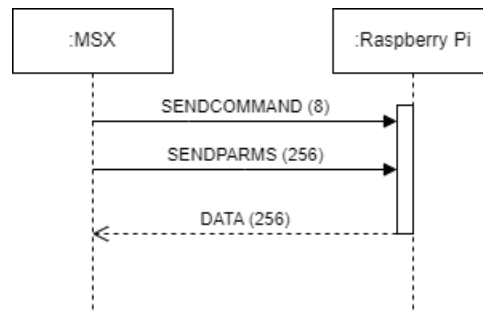 :MSX
:Raspberry Pi
SENDCOMMAND (8)
SENDPARMS (256)
DATA (256)